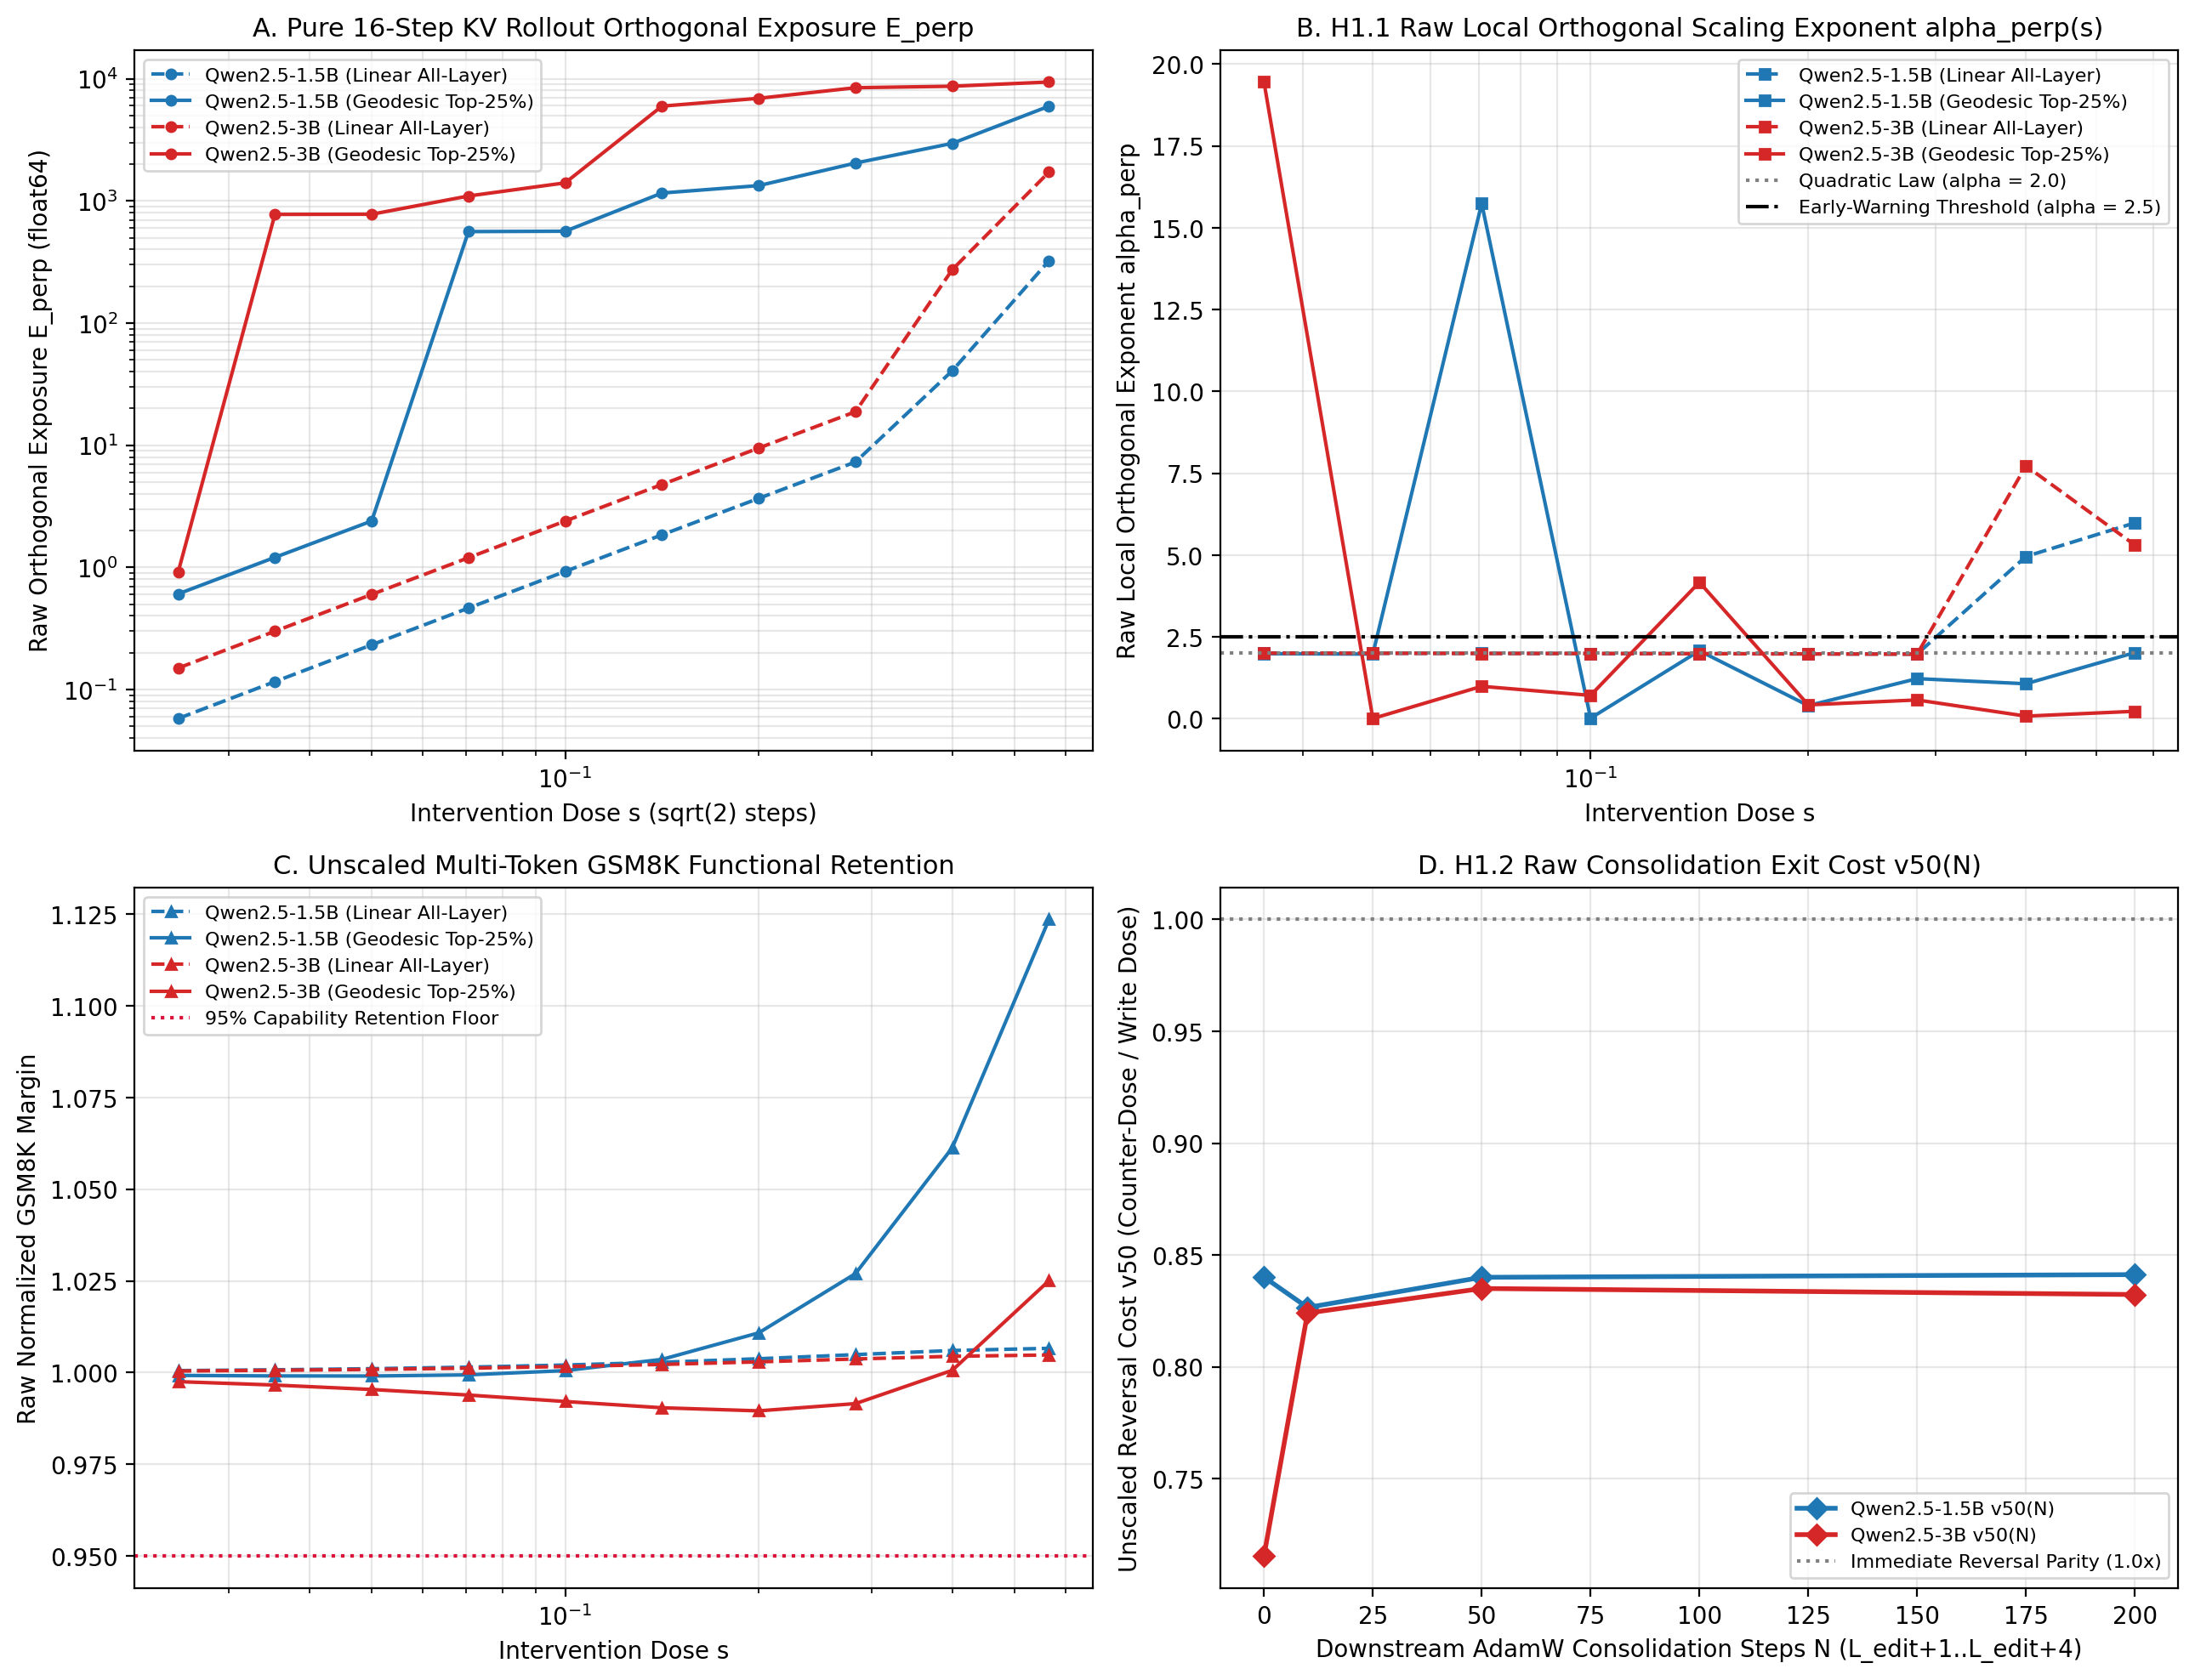 A. Pure 16-Step KV Rollout Orthogonal Exposure E_perp
Raw Orthogonal Exposure E_perp (float64)
10⁴
10³
10²
10¹
10⁰
10⁻¹
Qwen2.5-1.5B (Linear All-Layer)
Qwen2.5-1.5B (Geodesic Top-25%)
Qwen2.5-3B (Linear All-Layer)
Qwen2.5-3B (Geodesic Top-25%)
10⁻¹
Intervention Dose s (sqrt(2) steps)
B. H1.1 Raw Local Orthogonal Scaling Exponent alpha_perp(s)
Raw Local Orthogonal Exponent alpha_perp
20.0
17.5
15.0
12.5
10.0
7.5
5.0
2.5
0.0
Qwen2.5-1.5B (Linear All-Layer)
Qwen2.5-1.5B (Geodesic Top-25%)
Qwen2.5-3B (Linear All-Layer)
Qwen2.5-3B (Geodesic Top-25%)
Quadratic Law (alpha = 2.0)
Early-Warning Threshold (alpha = 2.5)
10⁻¹
Intervention Dose s
C. Unscaled Multi-Token GSM8K Functional Retention
Raw Normalized GSM8K Margin
1.125
1.100
1.075
1.050
1.025
1.000
0.975
0.950
Qwen2.5-1.5B (Linear All-Layer)
Qwen2.5-1.5B (Geodesic Top-25%)
Qwen2.5-3B (Linear All-Layer)
Qwen2.5-3B (Geodesic Top-25%)
95% Capability Retention Floor
10⁻¹
Intervention Dose s
D. H1.2 Raw Consolidation Exit Cost v50(N)
Unscaled Reversal Cost v50 (Counter-Dose / Write Dose)
1.00
0.95
0.90
0.85
0.80
0.75
Qwen2.5-1.5B v50(N)
Qwen2.5-3B v50(N)
Immediate Reversal Parity (1.0x)
0 25 50 75 100 125 150 175 200
Downstream AdamW Consolidation Steps N (L_edit+1..L_edit+4)